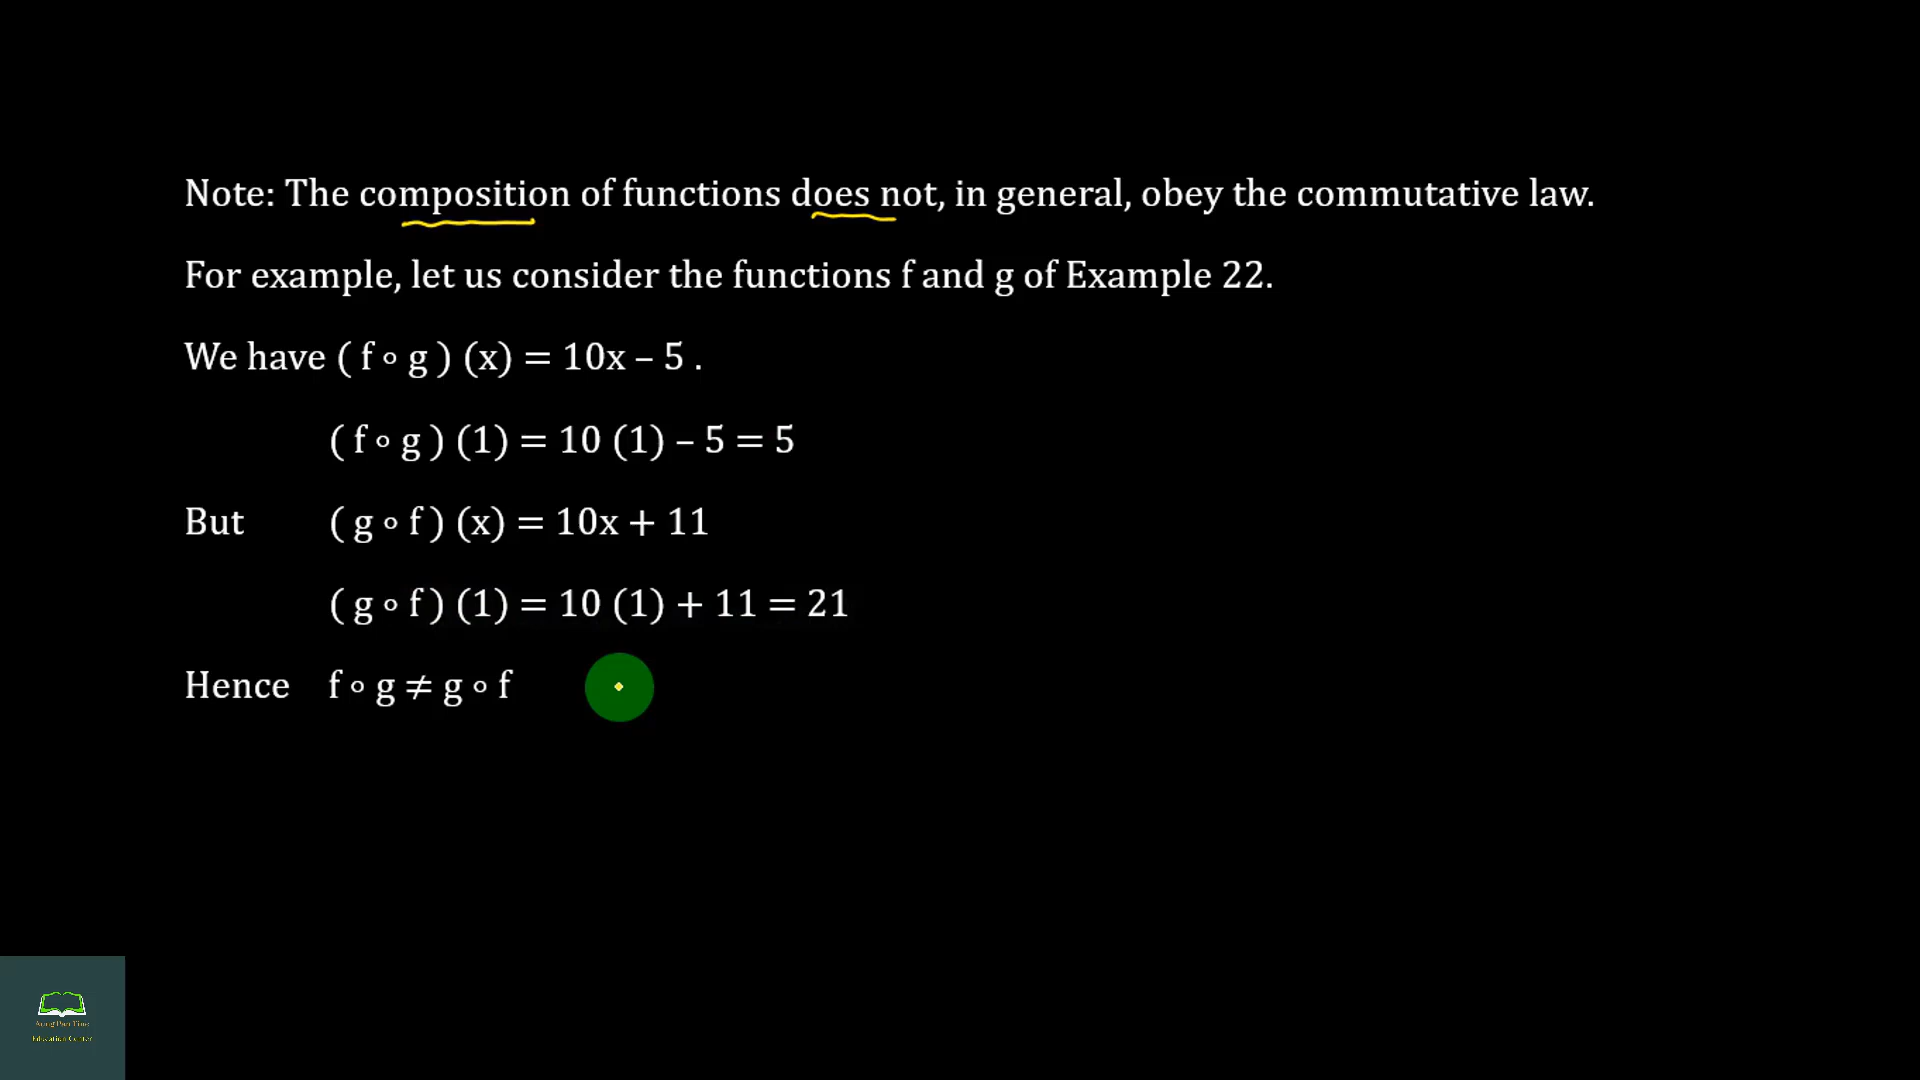 Note: The composition of functions does not, in general, obey the commutative law.
For example, let us consider the functions f and g of Example 22.
We have ( f ∘ g ) (x) = 10x – 5 .
( f ∘ g ) (1) = 10 (1) – 5 = 5
But ( g ∘ f ) (x) = 10x + 11
( g ∘ f ) (1) = 10 (1) + 11 = 21
Hence f ∘ g ≠ g ∘ f
Education Center